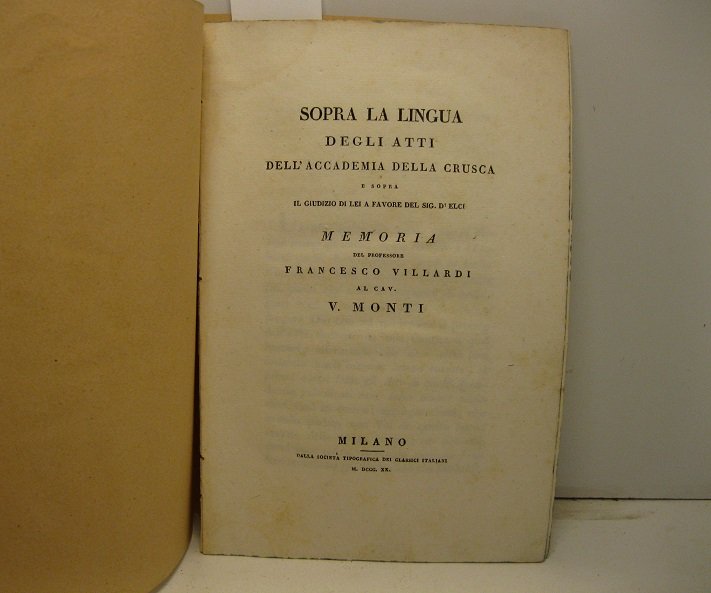 SOPRA LA LINGUA
DEGLI ATTI
DELL'ACCADEMIA DELLA CRUSCA
E SOPRA
IL GIUDIZIO DI LEI A FAVORE DEL SIG. D'ELCI
MEMORIA
DEL PROFESSORE
FRANCESCO VILLARDI
AL CAV.
V. MONTI
MILANO
DALLA SOCIETÀ TIPOGRAFICA DEI CLASSICI ITALIANI
M. DCCC. XX.